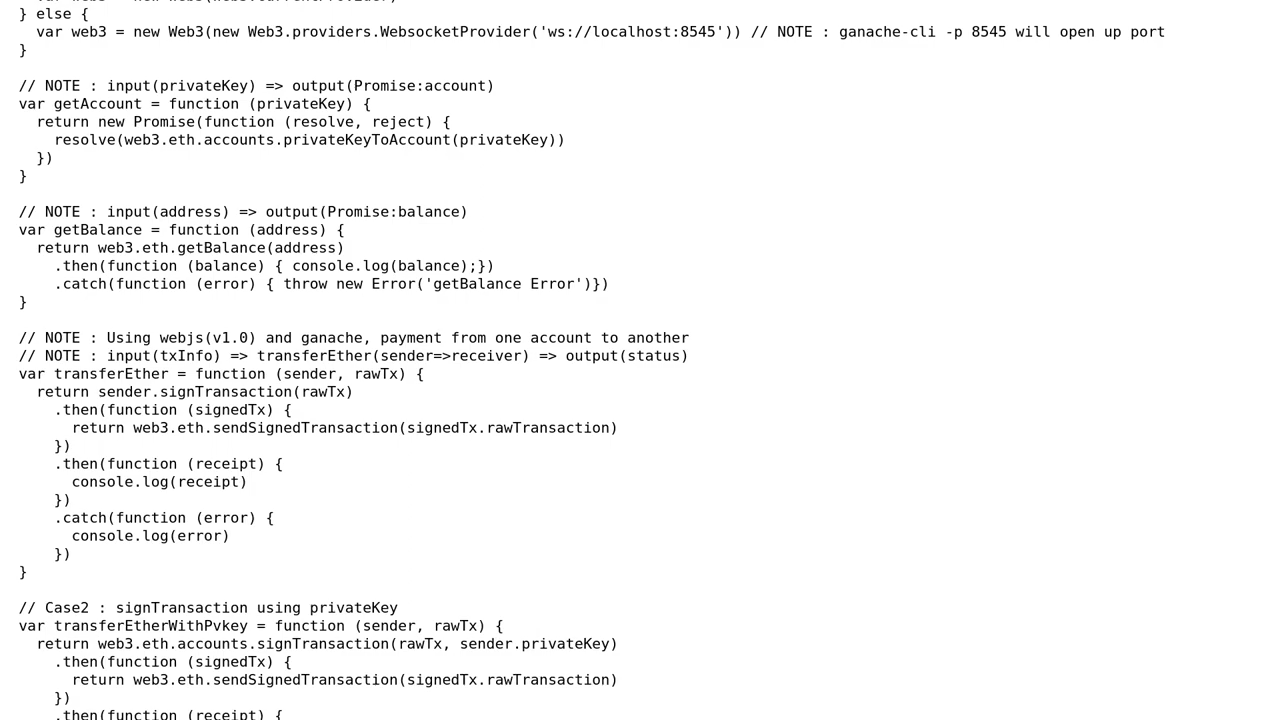 } else {
  var web3 = new Web3(new Web3.providers.WebsocketProvider('ws://localhost:8545')) // NOTE : ganache-cli -p 8545 will open up port
}

// NOTE : input(privateKey) => output(Promise:account)
var getAccount = function (privateKey) {
  return new Promise(function (resolve, reject) {
    resolve(web3.eth.accounts.privateKeyToAccount(privateKey))
  })
}

// NOTE : input(address) => output(Promise:balance)
var getBalance = function (address) {
  return web3.eth.getBalance(address)
    .then(function (balance) { console.log(balance);})
    .catch(function (error) { throw new Error('getBalance Error')})
}

// NOTE : Using webjs(v1.0) and ganache, payment from one account to another
// NOTE : input(txInfo) => transferEther(sender=>receiver) => output(status)
var transferEther = function (sender, rawTx) {
  return sender.signTransaction(rawTx)
    .then(function (signedTx) {
      return web3.eth.sendSignedTransaction(signedTx.rawTransaction)
    })
    .then(function (receipt) {
      console.log(receipt)
    })
    .catch(function (error) {
      console.log(error)
    })
}

// Case2 : signTransaction using privateKey
var transferEtherWithPvkey = function (sender, rawTx) {
  return web3.eth.accounts.signTransaction(rawTx, sender.privateKey)
    .then(function (signedTx) {
      return web3.eth.sendSignedTransaction(signedTx.rawTransaction)
    })
    .then(function (receipt) {